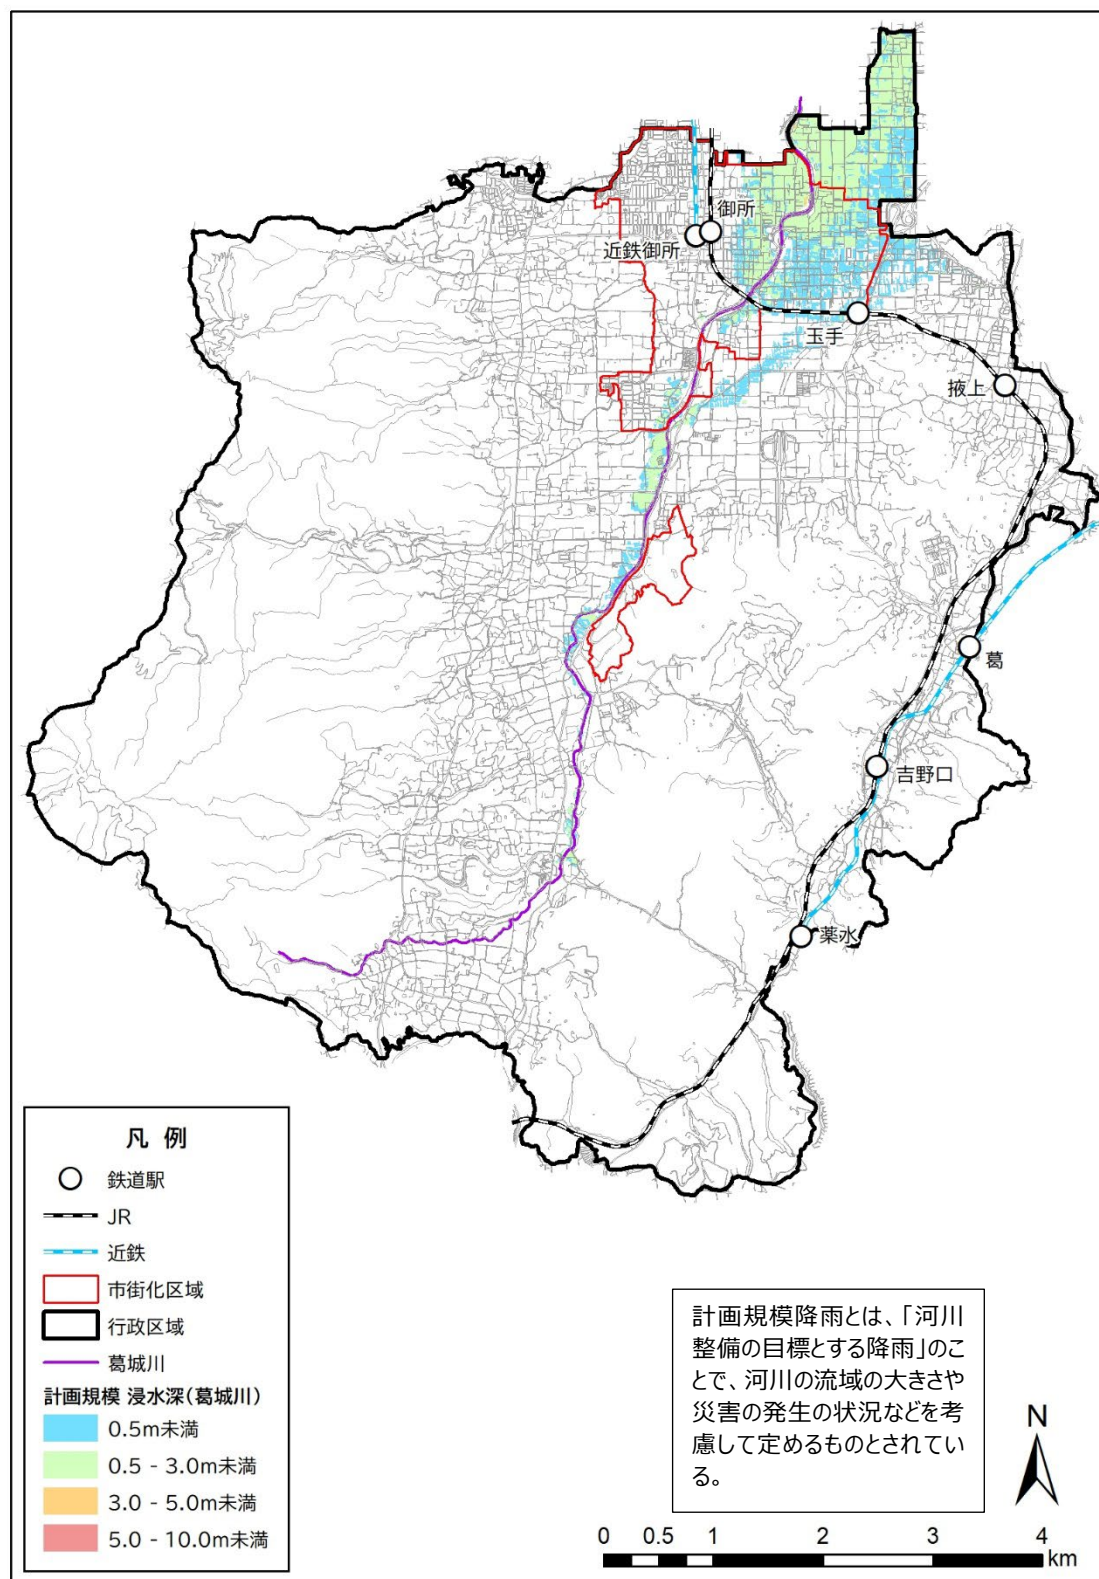 御所
近鉄御所
玉手
掖上
葛
吉野口
薬水
凡 例
鉄道駅
JR
近鉄
市街化区域
行政区域
葛城川
計画規模 浸水深(葛城川)
0.5m未満
0.5 - 3.0m未満
3.0 - 5.0m未満
5.0 - 10.0m未満
計画規模降雨とは、「河川
整備の目標とする降雨」のこ
とで、河川の流域の大きさや
災害の発生の状況などを考
慮して定めるものとされてい
る。
N
0 0.5 1 2 3 4
km